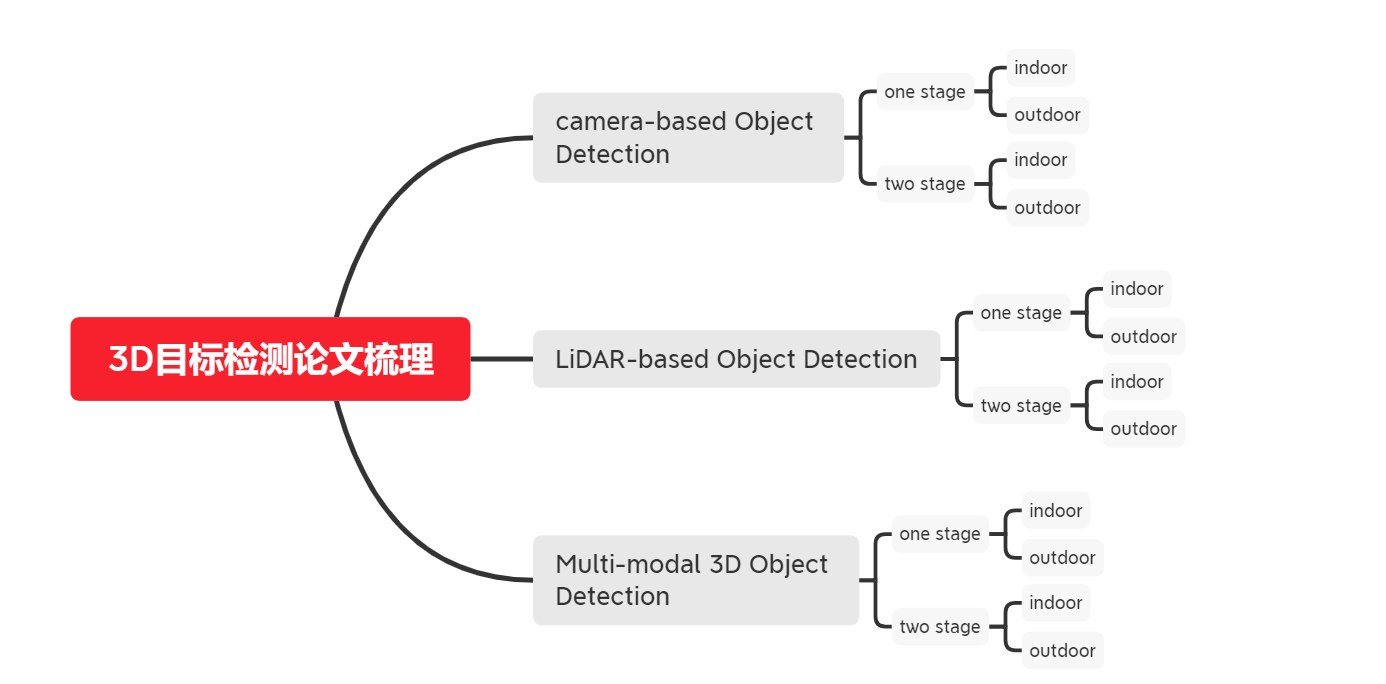 3D目标检测论文梳理
camera-based Object
Detection
one stage
indoor
outdoor
two stage
indoor
outdoor
LiDAR-based Object Detection
one stage
indoor
outdoor
two stage
indoor
outdoor
Multi-modal 3D Object
Detection
one stage
indoor
outdoor
two stage
indoor
outdoor